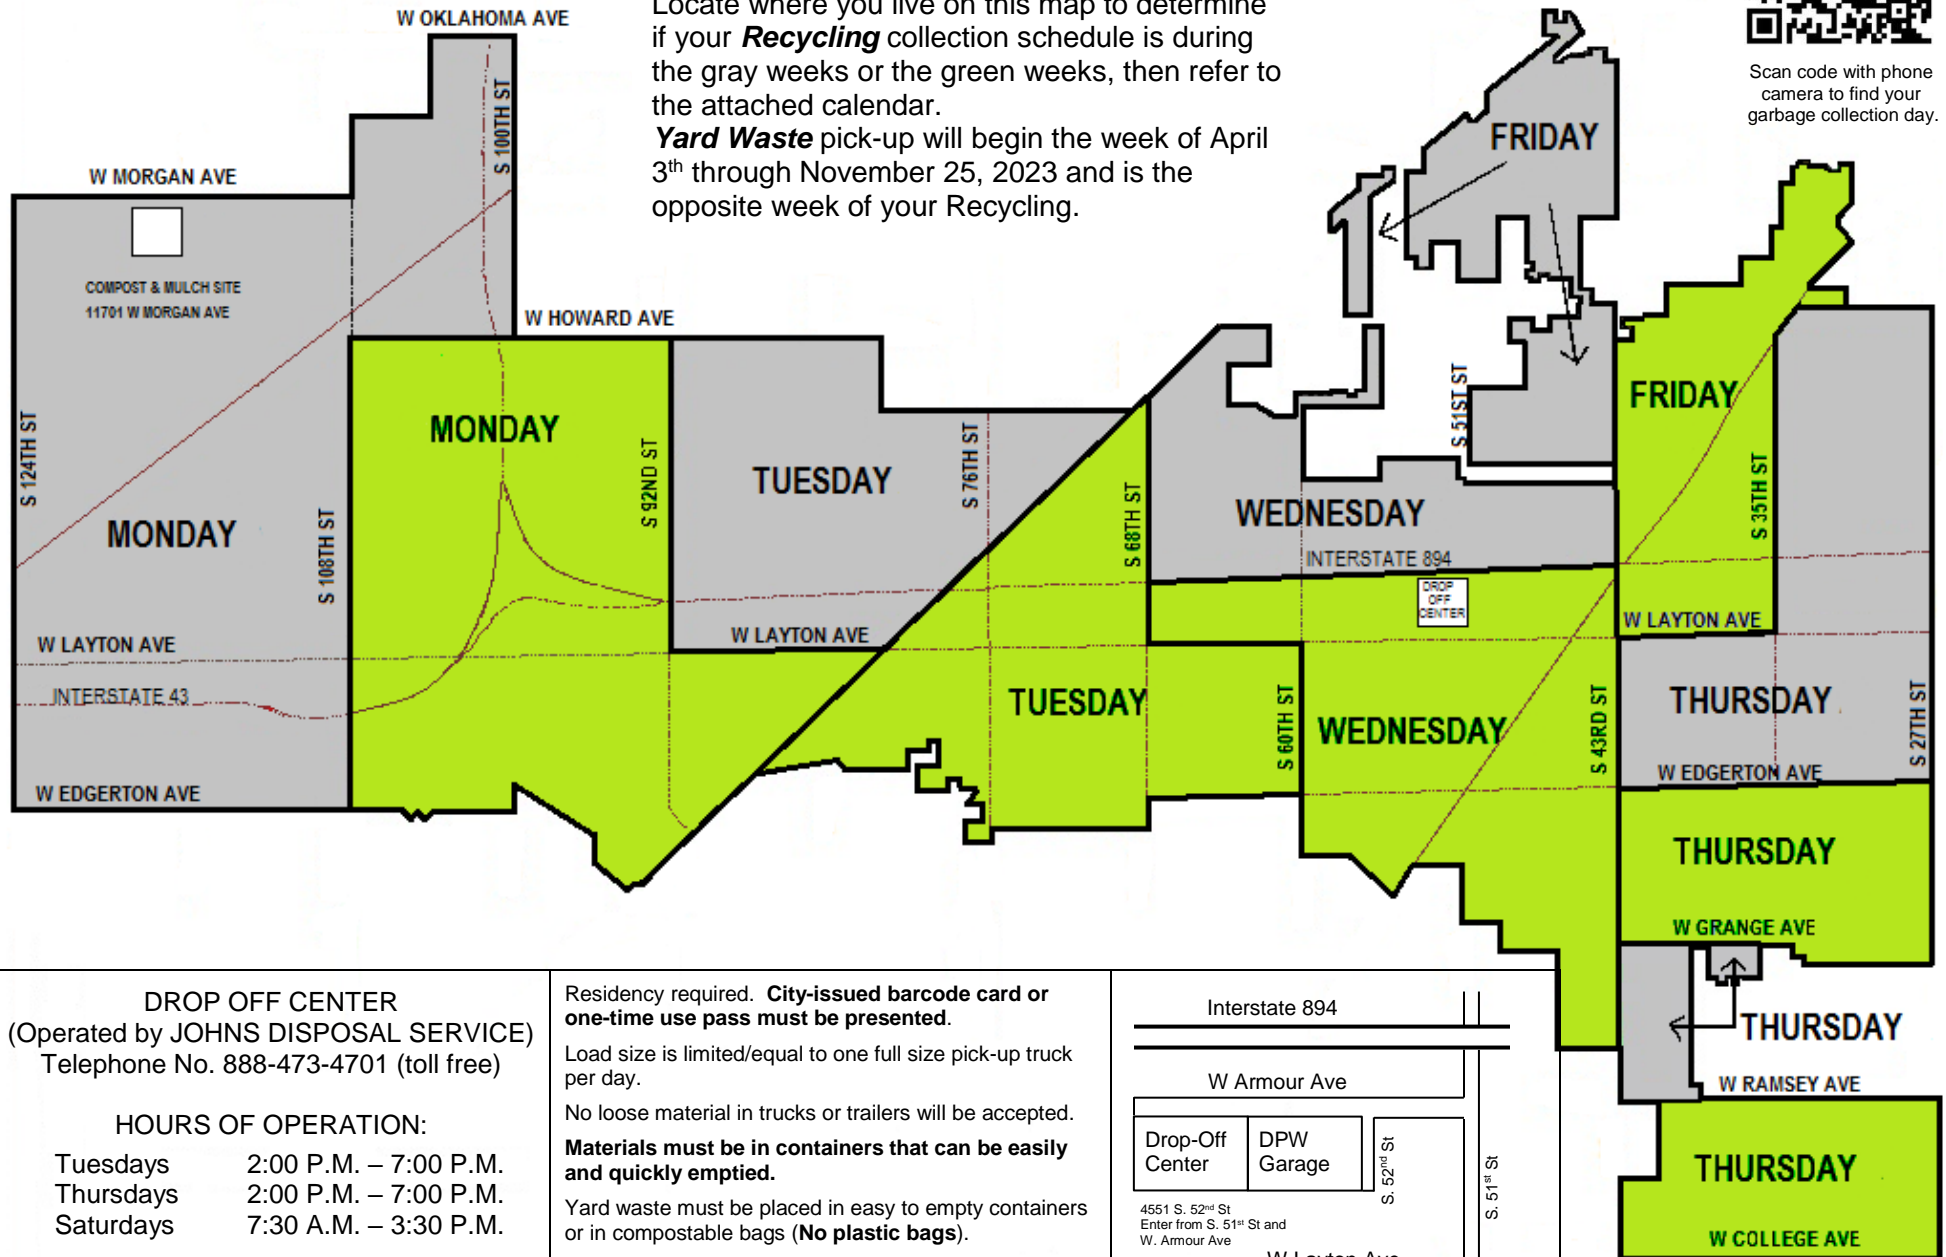 W OKLAHOMA AVE
Locate where you live on this map to determine
if your Recycling collection schedule is during
the gray weeks or the green weeks, then refer to
the attached calendar.
Yard Waste pick-up will begin the week of April
3th through November 25, 2023 and is the
opposite week of your Recycling.
Scan code with phone
camera to find your
garbage collection day.
S 100TH ST
FRIDAY
W MORGAN AVE
COMPOST & MULCH SITE
11701 W MORGAN AVE
W HOWARD AVE
S 124TH ST
MONDAY
S 108TH ST
MONDAY
S 92ND ST
TUESDAY
S 76TH ST
S 68TH ST
S 51ST ST
WEDNESDAY
INTERSTATE 894
FRIDAY
S 35TH ST
DROP
OFF
CENTER
W LAYTON AVE
W LAYTON AVE
W LAYTON AVE
INTERSTATE 43
TUESDAY
S 60TH ST
WEDNESDAY
S 43RD ST
THURSDAY
S 27TH ST
W EDGERTON AVE
W EDGERTON AVE
THURSDAY
W GRANGE AVE
THURSDAY
W RAMSEY AVE
THURSDAY
W COLLEGE AVE
DROP OFF CENTER
(Operated by JOHNS DISPOSAL SERVICE)
Telephone No. 888-473-4701 (toll free)
HOURS OF OPERATION:
Tuesdays 2:00 P.M. – 7:00 P.M.
Thursdays 2:00 P.M. – 7:00 P.M.
Saturdays 7:30 A.M. – 3:30 P.M.
Residency required. City-issued barcode card or
one-time use pass must be presented.
Load size is limited/equal to one full size pick-up truck
per day.
No loose material in trucks or trailers will be accepted.
Materials must be in containers that can be easily
and quickly emptied.
Yard waste must be placed in easy to empty containers
or in compostable bags (No plastic bags).
Interstate 894
W Armour Ave
Drop-Off
Center
DPW
Garage
S. 52nd St
S. 51st St
4551 S. 52nd St
Enter from S. 51st St and
W. Armour Ave
W Layton Ave